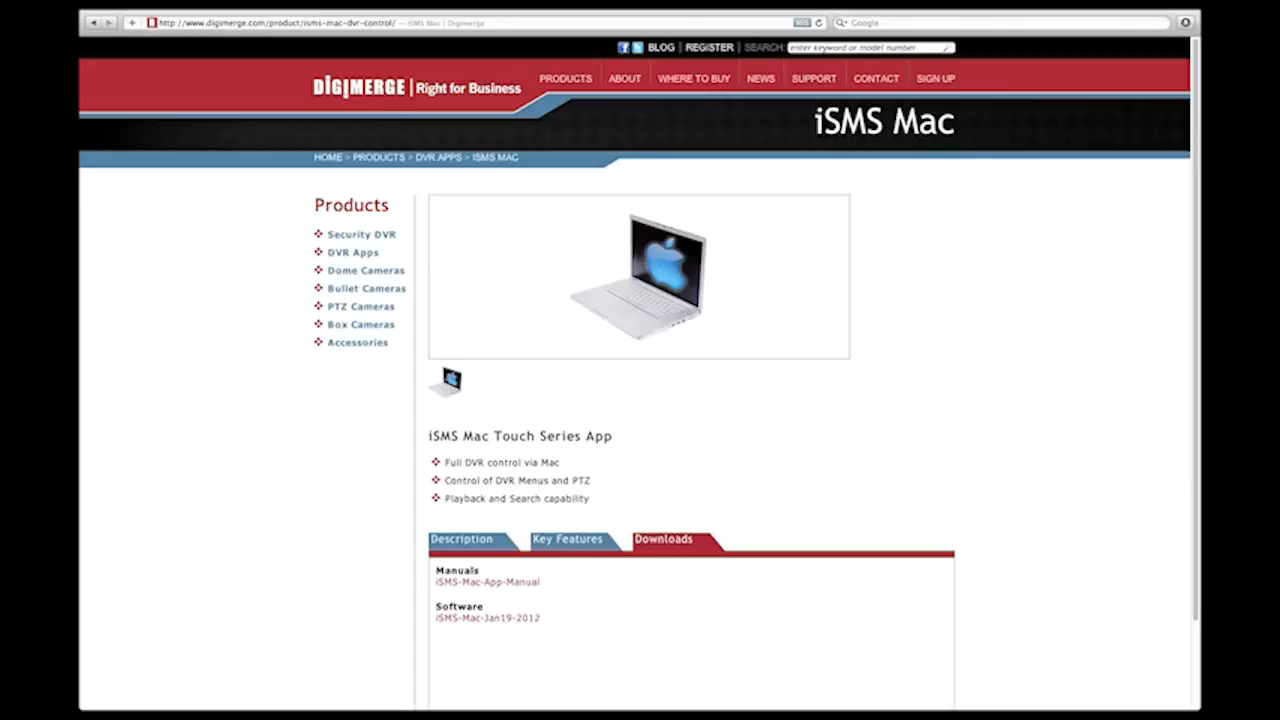 http://www.digimerge.com/product/isms-mac-dvr-control/ — iSMS Mac | Digimerge
RSS
Google
BLOG | REGISTER | SEARCH: enter keyword or model number
DIGIMERGE | Right for Business
PRODUCTS ABOUT WHERE TO BUY NEWS SUPPORT CONTACT SIGN UP
iSMS Mac
HOME > PRODUCTS > DVR APPS > ISMS MAC
Products
Security DVR
DVR Apps
Dome Cameras
Bullet Cameras
PTZ Cameras
Box Cameras
Accessories
iSMS Mac Touch Series App
Full DVR control via Mac
Control of DVR Menus and PTZ
Playback and Search capability
Description Key Features Downloads
Manuals
iSMS-Mac-App-Manual
Software
iSMS-Mac-Jan19-2012